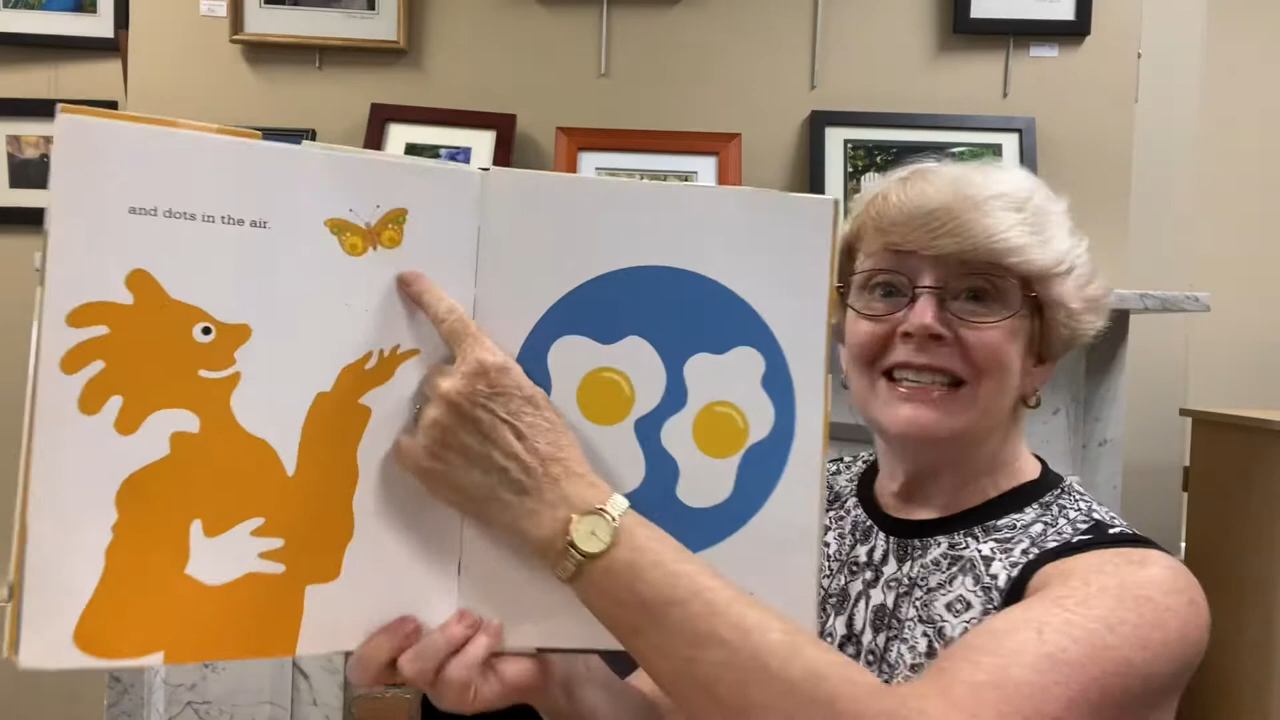 and dots in the air.